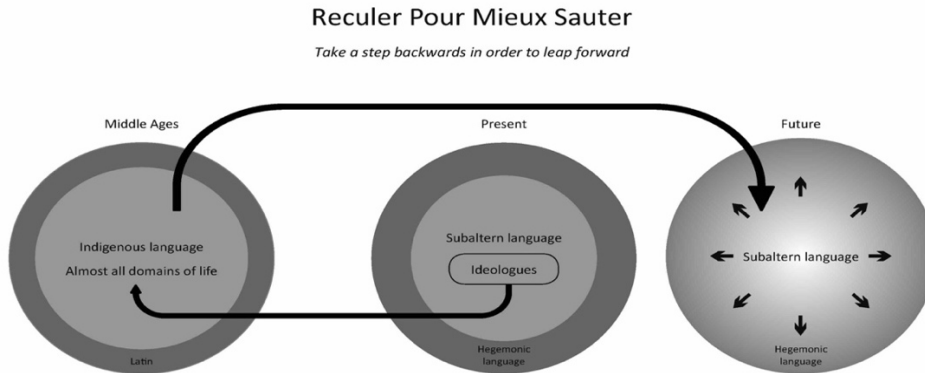 Reculer Pour Mieux Sauter
Take a step backwards in order to leap forward
Middle Ages
Present
Future
Indigenous language
Almost all domains of life
Latin
Subaltern language
Ideologues
Hegemonic
language
Subaltern language
Hegemonic
language